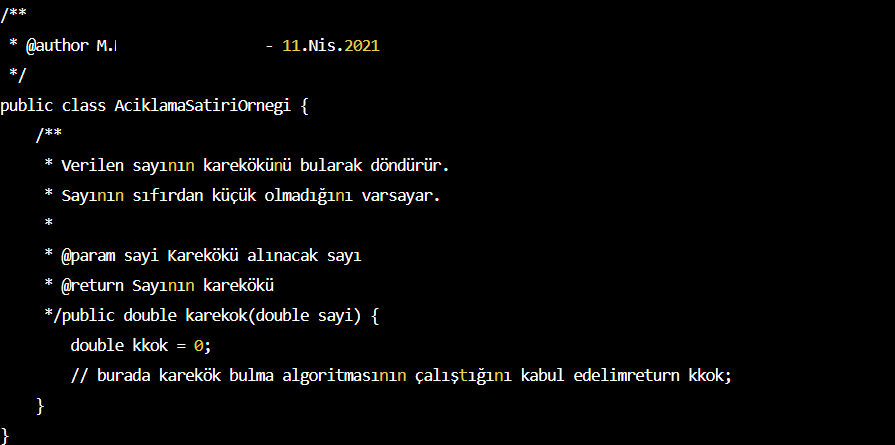 /**
 * @author M. - 11.Nis.2021
 */
public class AciklamaSatiriOrnegi {
    /**
     * Verilen sayının karekökünü bularak döndürür.
     * Sayının sıfırdan küçük olmadığını varsayar.
     *
     * @param sayi Karekökü alınacak sayı
     * @return Sayının karekökü
     */public double karekok(double sayi) {
        double kkok = 0;
        // burada karekök bulma algoritmasının çalıştığını kabul edelimreturn kkok;
    }
}